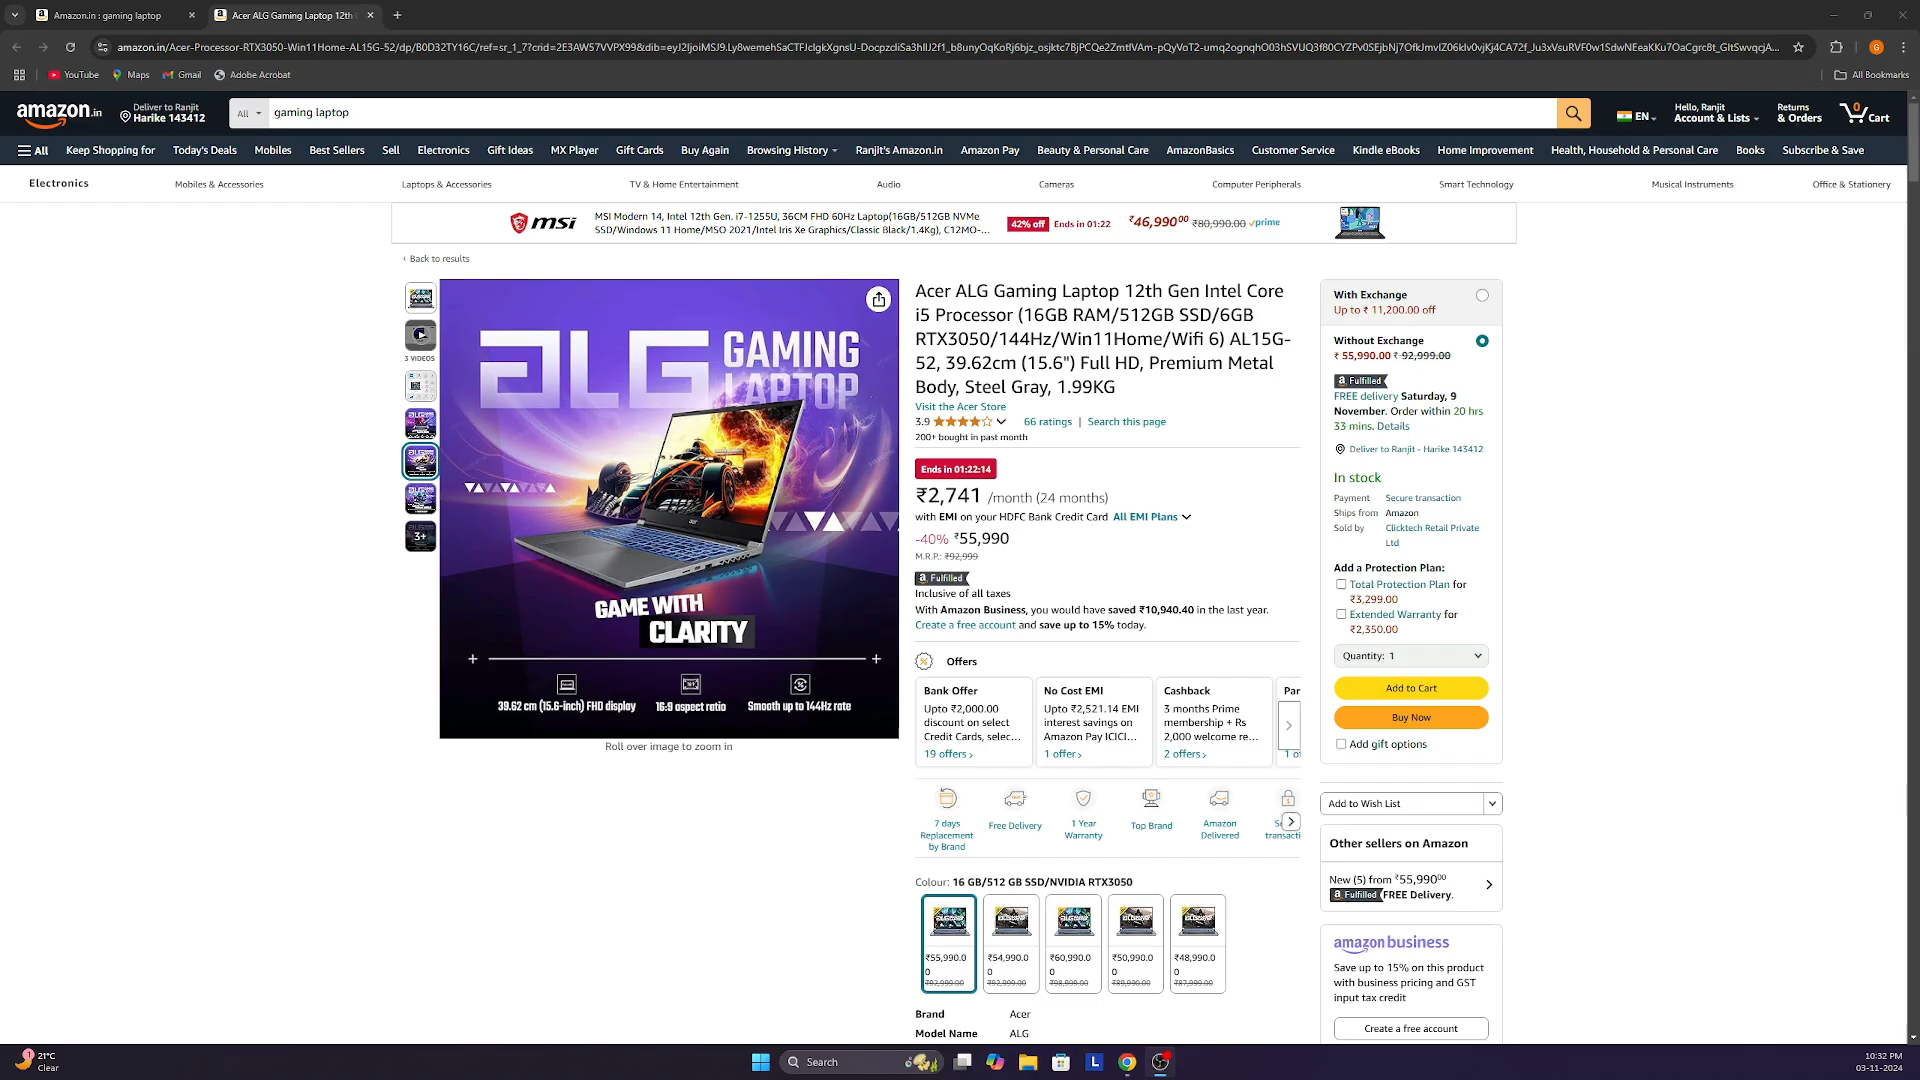 Amazon.in : gaming laptop
Acer ALG Gaming Laptop 12th
YouTube
Maps
Gmail
Adobe Acrobat
All Bookmarks
amazon.in
Deliver to Ranjit
Harike 143412
All
gaming laptop
EN
Hello, Ranjit
Account & Lists
Returns
& Orders
0
Cart
All
Keep Shopping for
Today's Deals
Mobiles
Best Sellers
Sell
Electronics
Gift Ideas
MX Player
Gift Cards
Buy Again
Browsing History
Ranjit's Amazon.in
Amazon Pay
Beauty & Personal Care
AmazonBasics
Customer Service
Kindle eBooks
Home Improvement
Health, Household & Personal Care
Books
Subscribe & Save
Electronics
Mobiles & Accessories
Laptops & Accessories
TV & Home Entertainment
Audio
Cameras
Computer Peripherals
Smart Technology
Musical Instruments
Office & Stationery
msi
MSI Modern 14, Intel 12th Gen. i7-1255U, 36CM FHD 60Hz Laptop(16GB/512GB NVMe
SSD/Windows 11 Home/MSO 2021/Intel Iris Xe Graphics/Classic Black/1.4Kg), C12MO-...
42% off
Ends in 01:22
₹46,990⁰⁰
₹80,990.00
prime
‹ Back to results
3 VIDEOS
3+
ALG
GAMING
LAPTOP
GAME WITH
CLARITY
39.62 cm (15.6-inch) FHD display
16:9 aspect ratio
Smooth up to 144Hz rate
Roll over image to zoom in
Acer ALG Gaming Laptop 12th Gen Intel Core
i5 Processor (16GB RAM/512GB SSD/6GB
RTX3050/144Hz/Win11Home/Wifi 6) AL15G-
52, 39.62cm (15.6") Full HD, Premium Metal
Body, Steel Gray, 1.99KG
Visit the Acer Store
3.9
66 ratings | Search this page
200+ bought in past month
Ends in 01:22:14
₹2,741 /month (24 months)
with EMI on your HDFC Bank Credit Card All EMI Plans
-40% ₹55,990
M.R.P.: ₹92,999
a Fulfilled
Inclusive of all taxes
With Amazon Business, you would have saved ₹10,940.40 in the last year.
Create a free account and save up to 15% today.
Offers
Bank Offer
Upto ₹2,000.00
discount on select
Credit Cards, selec...
19 offers ›
No Cost EMI
Upto ₹2,521.14 EMI
interest savings on
Amazon Pay ICICI...
1 offer ›
Cashback
3 months Prime
membership + Rs
2,000 welcome re...
2 offers ›
Par
1 of
7 days
Replacement
by Brand
Free Delivery
1 Year
Warranty
Top Brand
Amazon
Delivered
transacti
Colour: 16 GB/512 GB SSD/NVIDIA RTX3050
₹55,990.0
0
₹92,999.00
₹54,990.0
0
₹92,999.00
₹60,990.0
0
₹98,999.00
₹50,990.0
0
₹89,990.00
₹48,990.0
0
₹87,999.00
Brand
Acer
Model Name
ALG
With Exchange
Up to ₹ 11,200.00 off
Without Exchange
₹ 55,990.00 ₹ 92,999.00
a Fulfilled
FREE delivery Saturday, 9
November. Order within 20 hrs
33 mins. Details
Deliver to Ranjit - Harike 143412
In stock
Payment
Secure transaction
Ships from
Amazon
Sold by
Clicktech Retail Private
Ltd
Add a Protection Plan:
Total Protection Plan for
₹3,299.00
Extended Warranty for
₹2,350.00
Quantity: 1
Add to Cart
Buy Now
Add gift options
Add to Wish List
Other sellers on Amazon
New (5) from ₹55,990⁰⁰
a Fulfilled FREE Delivery.
amazon business
Save up to 15% on this product
with business pricing and GST
input tax credit
Create a free account
1
21°C
Clear
Search
L
10:32 PM
03-11-2024